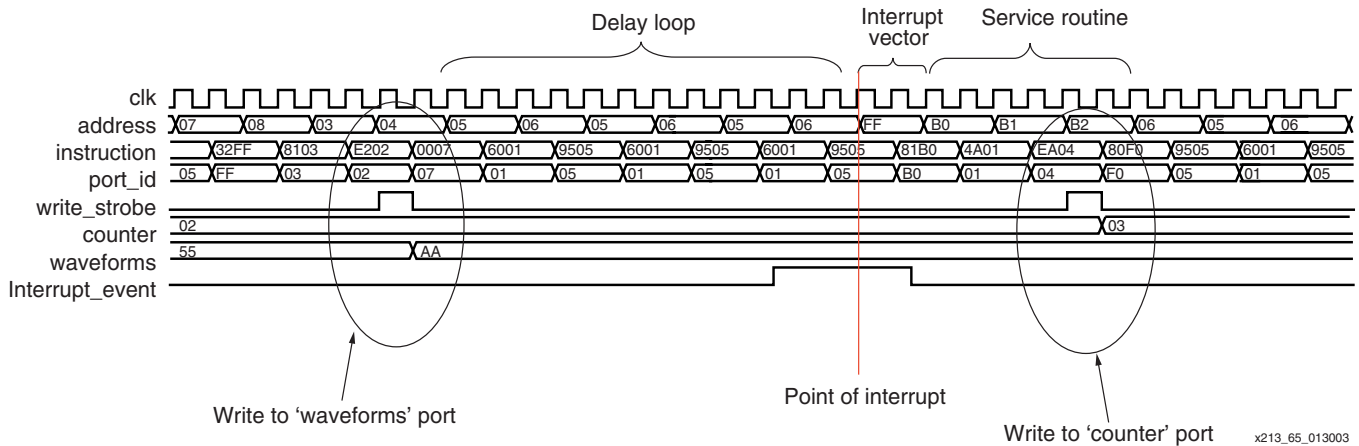 Delay loop
Interrupt
vector
Service routine
clk
address 07 08 03 04 05 06 05 06 05 06 FF B0 B1 B2 06 05 06
instruction 32FF 8103 E202 0007 6001 9505 6001 9505 6001 9505 81B0 4A01 EA04 80F0 9505 6001 9505
port_id 05 FF 03 02 07 01 05 01 05 01 05 B0 01 04 F0 05 01 05
write_strobe
counter 02 03
waveforms 55 AA
Interrupt_event
Point of interrupt
Write to ‘waveforms’ port
Write to ‘counter’ port
x213_65_013003